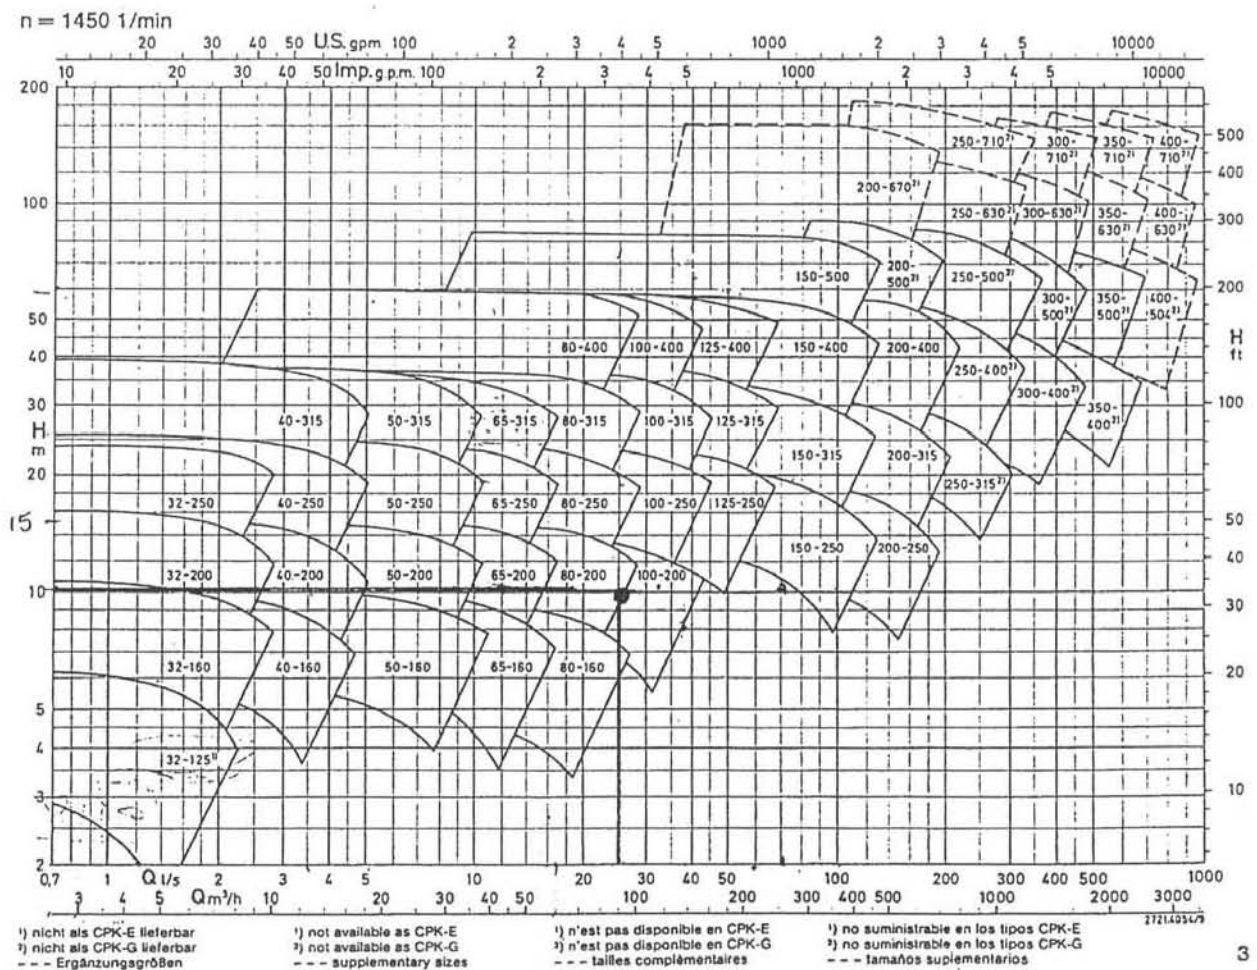 n = 1450 1/min
20 30 40 50 U.S. gpm 100 2 3 4 5 1000 2 3 4 5 10000
10 20 30 40 50 Imp. g.p.m. 100 2 3 4 5 1000 2 3 4 5 10000
200
500
250-710²⁾ 300-710²⁾ 350-710²⁾ 400-710²⁾
400
200-670²⁾
100
250-630²⁾ 300-630²⁾ 350-630²⁾ 400-630²⁾
300
150-500 200-500²⁾ 250-500²⁾
300-500²⁾ 350-500²⁾ 400-504²⁾
200
50
80-400 100-400 125-400 150-400 200-400
H ft
40
250-400²⁾ 300-400²⁾ 350-400²⁾
30
100
H m
40-315 50-315 65-315 80-315 100-315 125-315
150-315 200-315
20
250-315²⁾
32-250 40-250 50-250 65-250 80-250 100-250 125-250
15
50
150-250 200-250
40
32-200 40-200 50-200 65-200 80-200 100-200
10
30
32-160 40-160 50-160 65-160 80-160
20
5
4
32-125¹⁾
3
10
2
0,7 1 Q l/s 2 3 4 5 10 20 30 40 50 100 200 300 400 500 1000
3 4 5 Q m³/h 10 20 30 40 50 100 200 300 400 500 1000 2000 3000
2721.4054/9
¹⁾ nicht als CPK-E lieferbar
²⁾ nicht als CPK-G lieferbar
--- Ergänzungsgrößen
¹⁾ not available as CPK-E
²⁾ not available as CPK-G
--- supplementary sizes
¹⁾ n'est pas disponible en CPK-E
²⁾ n'est pas disponible en CPK-G
--- tailles complémentaires
¹⁾ no suministrable en los tipos CPK-E
²⁾ no suministrable en los tipos CPK-G
--- tamaños suplementarios
3